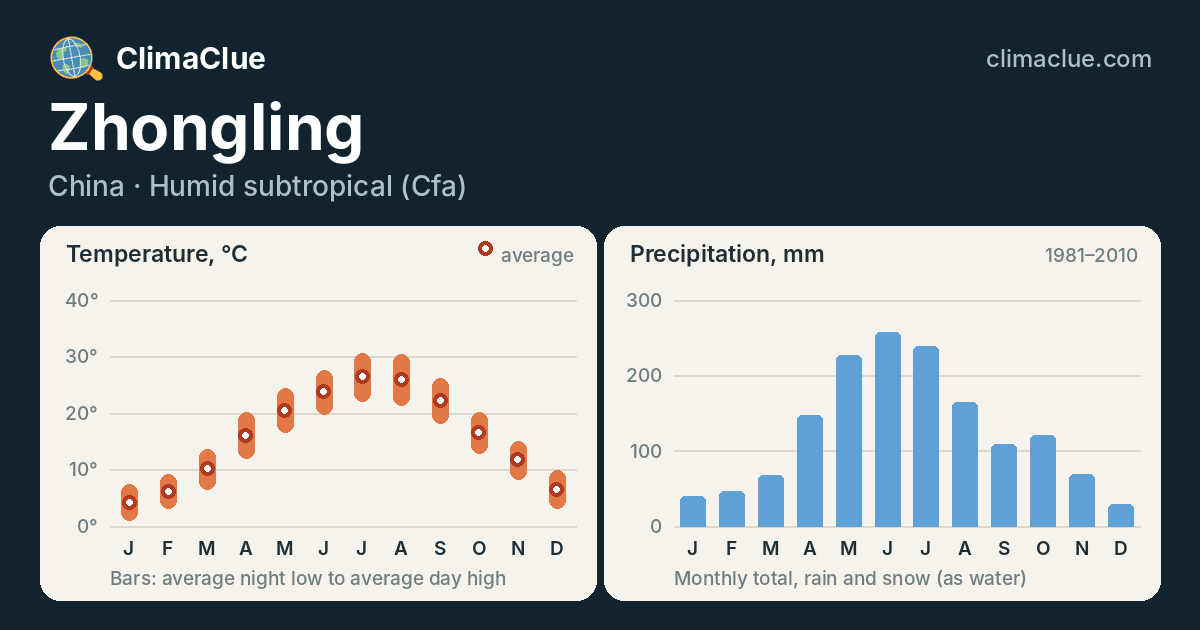 ClimaClue
climaclue.com
Zhongling
China · Humid subtropical (Cfa)
Temperature, °C
average
40°
30°
20°
10°
0°
J F M A M J J A S O N D
Bars: average night low to average day high
Precipitation, mm
1981–2010
300
200
100
0
J F M A M J J A S O N D
Monthly total, rain and snow (as water)